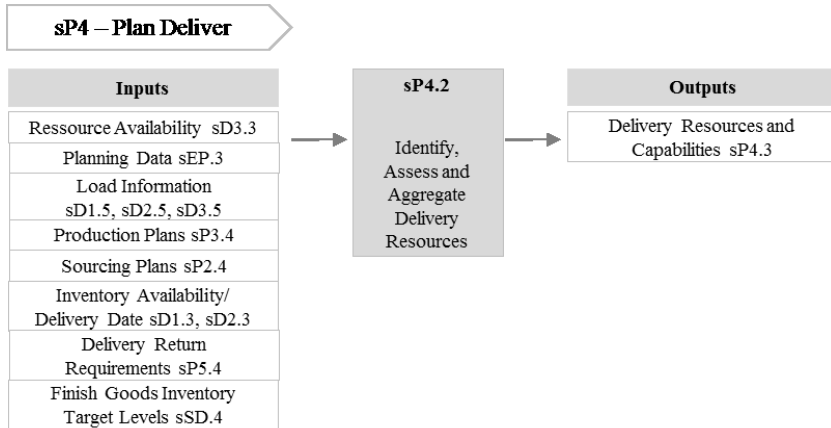 sP4 – Plan Deliver
Inputs
Ressource Availability sD3.3
Planning Data sEP.3
Load Information
sD1.5, sD2.5, sD3.5
Production Plans sP3.4
Sourcing Plans sP2.4
Inventory Availability/
Delivery Date sD1.3, sD2.3
Delivery Return
Requirements sP5.4
Finish Goods Inventory
Target Levels sSD.4
sP4.2
Identify,
Assess and
Aggregate
Delivery
Resources
Outputs
Delivery Resources and
Capabilities sP4.3